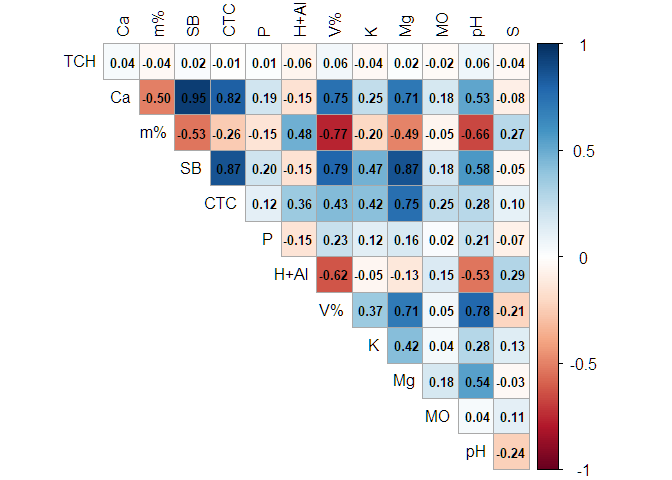 Ca m% SB CTC P H+Al V% K Mg MO pH S
TCH 0.04 -0.04 0.02 -0.01 0.01 -0.06 0.06 -0.04 0.02 -0.02 0.06 -0.04
Ca -0.50 0.95 0.82 0.19 -0.15 0.75 0.25 0.71 0.18 0.53 -0.08
m% -0.53 -0.26 -0.15 0.48 -0.77 -0.20 -0.49 -0.05 -0.66 0.27
SB 0.87 0.20 -0.15 0.79 0.47 0.87 0.18 0.58 -0.05
CTC 0.12 0.36 0.43 0.42 0.75 0.25 0.28 0.10
P -0.15 0.23 0.12 0.16 0.02 0.21 -0.07
H+Al -0.62 -0.05 -0.13 0.15 -0.53 0.29
V% 0.37 0.71 0.05 0.78 -0.21
K 0.42 0.04 0.28 0.13
Mg 0.18 0.54 -0.03
MO 0.04 0.11
pH -0.24
1
0.5
0
-0.5
-1